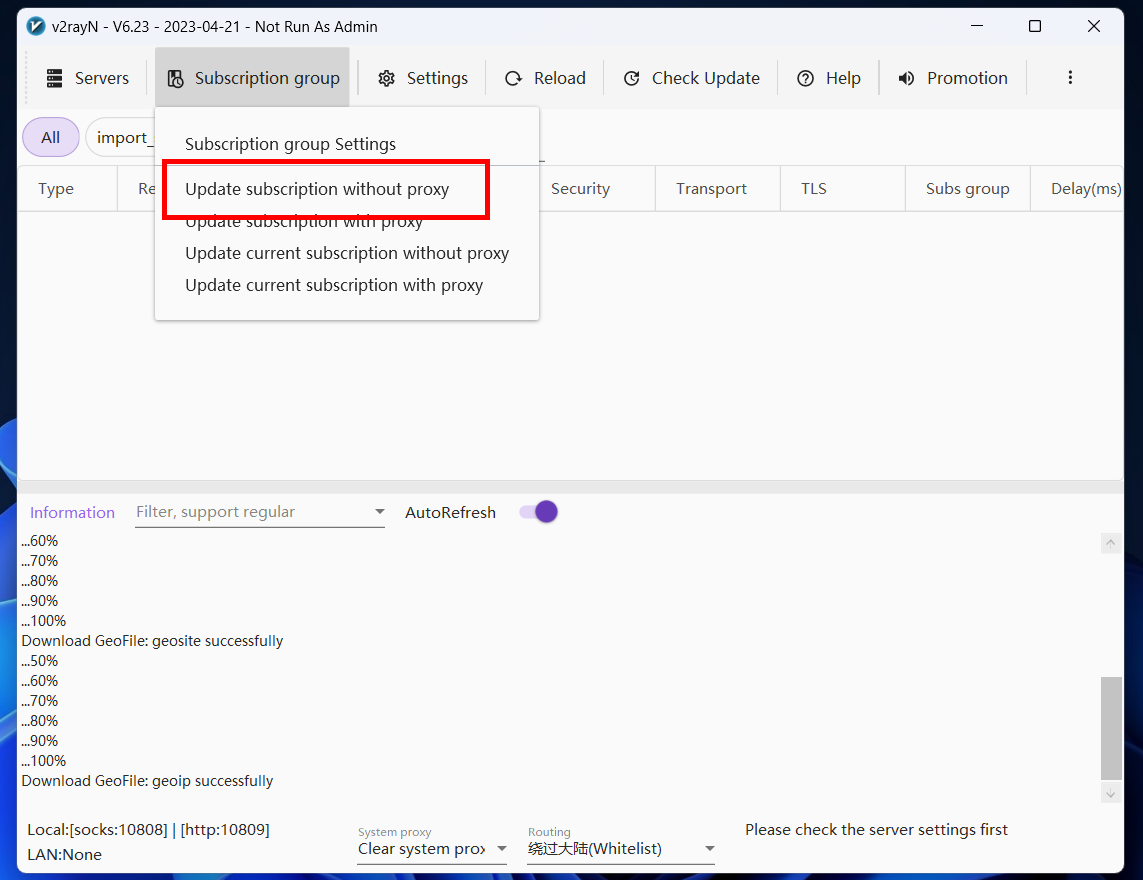 v2rayN - V6.23 - 2023-04-21 - Not Run As Admin
Servers
Subscription group
Settings
Reload
Check Update
Help
Promotion
All
import_
Subscription group Settings
Update subscription without proxy
Update subscription with proxy
Update current subscription without proxy
Update current subscription with proxy
Type
Re
Security
Transport
TLS
Subs group
Delay(ms)
Information
Filter, support regular
AutoRefresh
...60%
...70%
...80%
...90%
...100%
Download GeoFile: geosite successfully
...50%
...60%
...70%
...80%
...90%
...100%
Download GeoFile: geoip successfully
Local:[socks:10808] | [http:10809]
LAN:None
System proxy
Clear system prox
Routing
绕过大陆(Whitelist)
Please check the server settings first